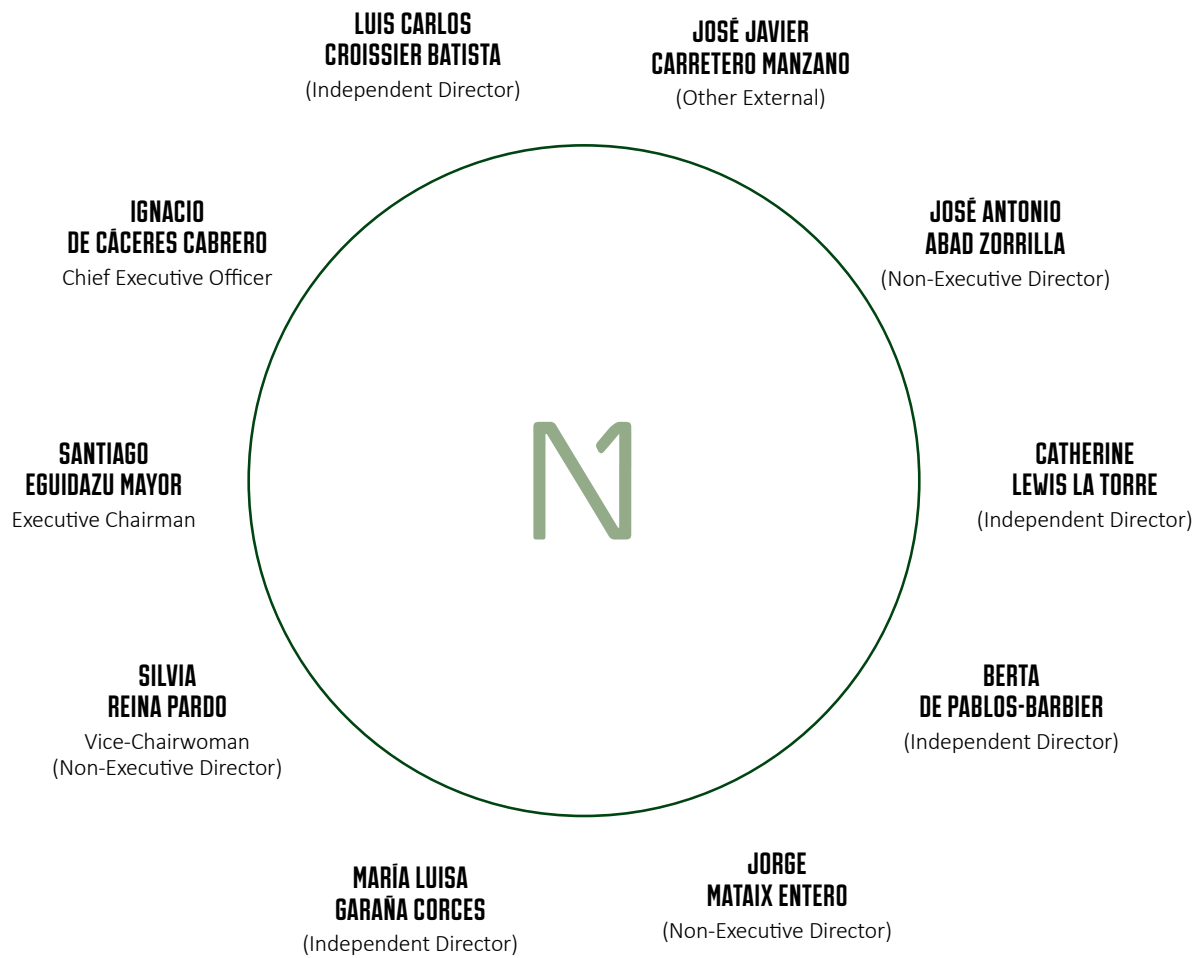 LUIS CARLOS
CROISSIER BATISTA
(Independent Director)
JOSÉ JAVIER
CARRETERO MANZANO
(Other External)
IGNACIO
DE CÁCERES CABRERO
Chief Executive Officer
JOSÉ ANTONIO
ABAD ZORRILLA
(Non-Executive Director)
SANTIAGO
EGUIDAZU MAYOR
Executive Chairman
N1
CATHERINE
LEWIS LA TORRE
(Independent Director)
SILVIA
REINA PARDO
Vice-Chairwoman
(Non-Executive Director)
BERTA
DE PABLOS-BARBIER
(Independent Director)
MARÍA LUISA
GARAÑA CORCES
(Independent Director)
JORGE
MATAIX ENTERO
(Non-Executive Director)